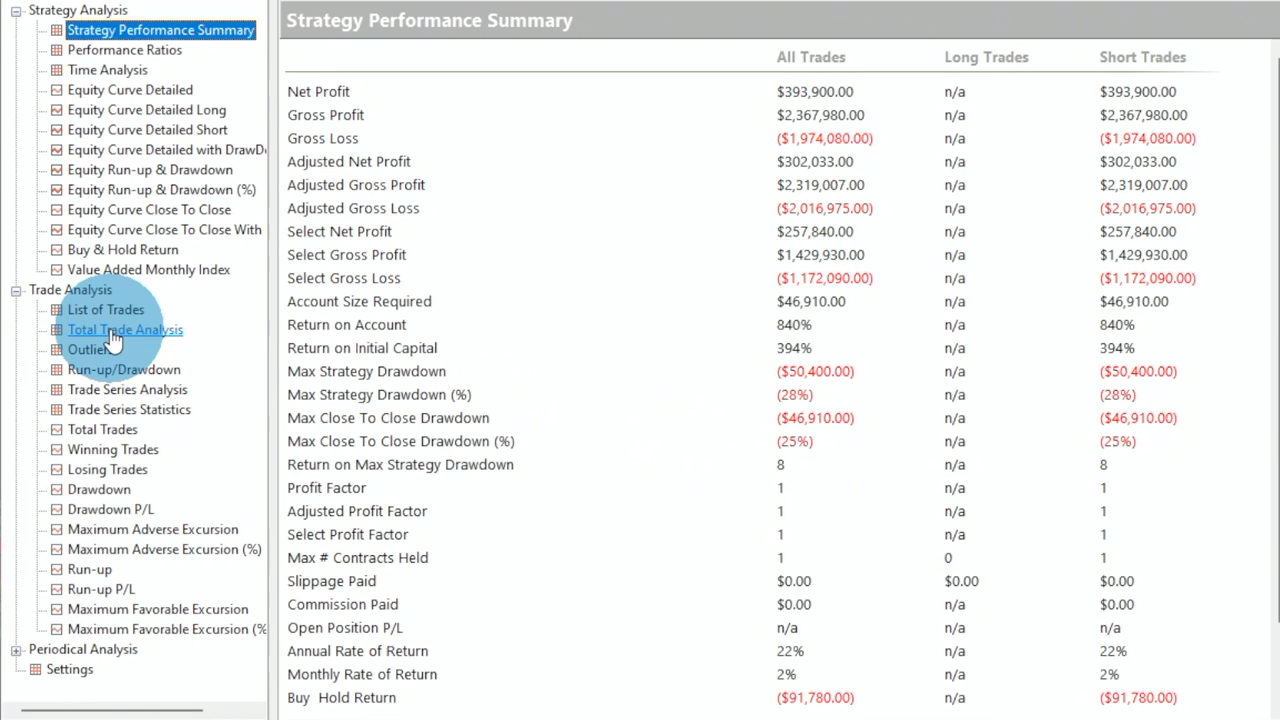 Strategy Analysis
Strategy Performance Summary
Performance Ratios
Time Analysis
Equity Curve Detailed
Equity Curve Detailed Long
Equity Curve Detailed Short
Equity Curve Detailed with DrawD
Equity Run-up & Drawdown
Equity Run-up & Drawdown (%)
Equity Curve Close To Close
Equity Curve Close To Close With
Buy & Hold Return
Value Added Monthly Index
Trade Analysis
List of Trades
Total Trade Analysis
Outliers
Run-up/Drawdown
Trade Series Analysis
Trade Series Statistics
Total Trades
Winning Trades
Losing Trades
Drawdown
Drawdown P/L
Maximum Adverse Excursion
Maximum Adverse Excursion (%)
Run-up
Run-up P/L
Maximum Favorable Excursion
Maximum Favorable Excursion (%
Periodical Analysis
Settings
Strategy Performance Summary
All Trades Long Trades Short Trades
Net Profit $393,900.00 n/a $393,900.00
Gross Profit $2,367,980.00 n/a $2,367,980.00
Gross Loss ($1,974,080.00) n/a ($1,974,080.00)
Adjusted Net Profit $302,033.00 n/a $302,033.00
Adjusted Gross Profit $2,319,007.00 n/a $2,319,007.00
Adjusted Gross Loss ($2,016,975.00) n/a ($2,016,975.00)
Select Net Profit $257,840.00 n/a $257,840.00
Select Gross Profit $1,429,930.00 n/a $1,429,930.00
Select Gross Loss ($1,172,090.00) n/a ($1,172,090.00)
Account Size Required $46,910.00 n/a $46,910.00
Return on Account 840% n/a 840%
Return on Initial Capital 394% n/a 394%
Max Strategy Drawdown ($50,400.00) n/a ($50,400.00)
Max Strategy Drawdown (%) (28%) n/a (28%)
Max Close To Close Drawdown ($46,910.00) n/a ($46,910.00)
Max Close To Close Drawdown (%) (25%) n/a (25%)
Return on Max Strategy Drawdown 8 n/a 8
Profit Factor 1 n/a 1
Adjusted Profit Factor 1 n/a 1
Select Profit Factor 1 n/a 1
Max # Contracts Held 1 0 1
Slippage Paid $0.00 $0.00 $0.00
Commission Paid $0.00 n/a $0.00
Open Position P/L n/a n/a n/a
Annual Rate of Return 22% n/a 22%
Monthly Rate of Return 2% n/a 2%
Buy Hold Return ($91,780.00) n/a ($91,780.00)